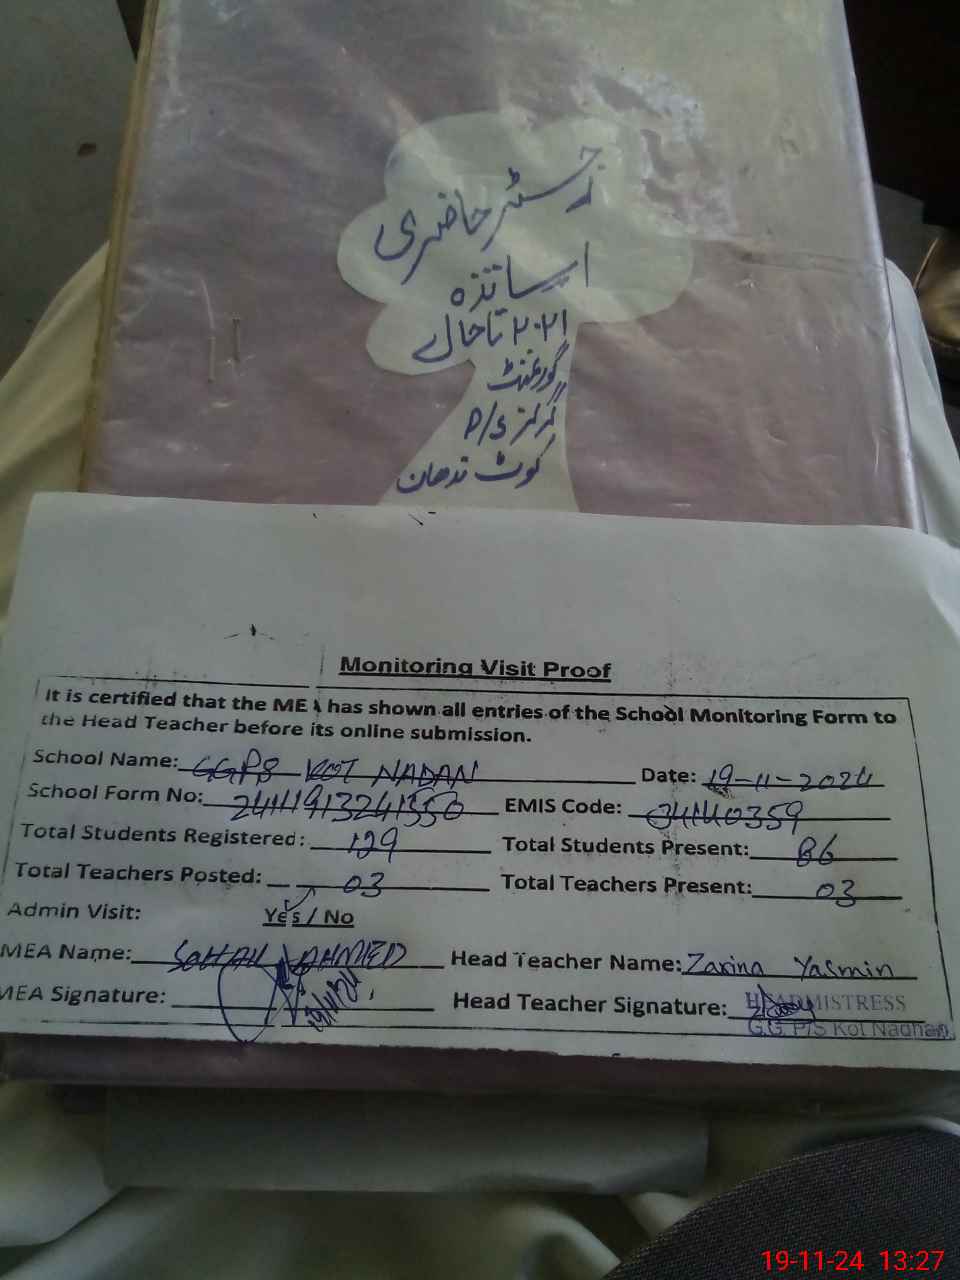 رجسٹر حاضری
اساتذہ
۲۰۲۱ تا حال
گورنمنٹ
گرلز P/S
کوٹ ندھان
Monitoring Visit Proof
It is certified that the MEA has shown all entries of the School Monitoring Form to
the Head Teacher before its online submission.
School Name: GGPS KOT NADAN Date: 19-11-2024
School Form No: 24111913241350 EMIS Code: 34140359
Total Students Registered: 129 Total Students Present: 86
Total Teachers Posted: 03 Total Teachers Present: 03
Admin Visit: Yes / No
MEA Name: SOHAIL AHMED Head Teacher Name: Zarina Yasmin
MEA Signature: 19/11/24 Head Teacher Signature:
HEADMISTRESS
G.G. P/S Kot Nadhan
19-11-24 13:27